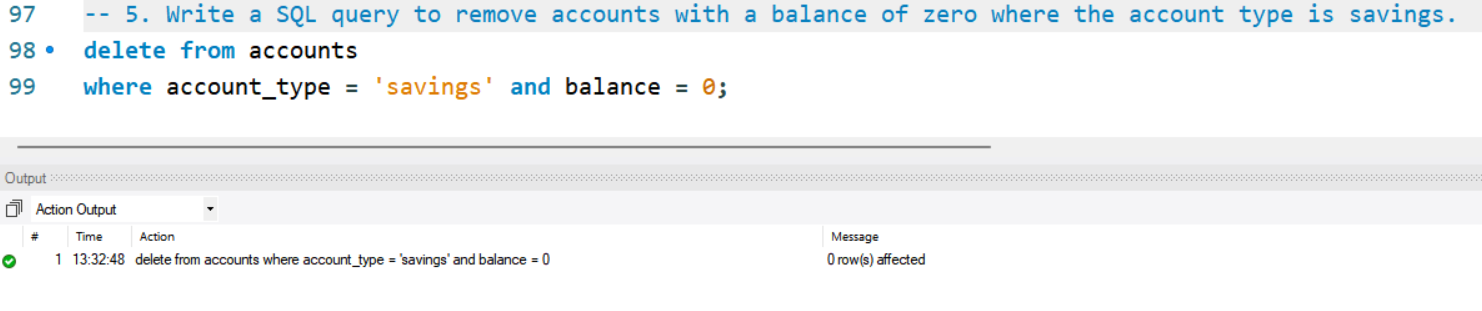 97 -- 5. Write a SQL query to remove accounts with a balance of zero where the account type is savings.
98 delete from accounts
99 where account_type = 'savings' and balance = 0;
Output
Action Output
# Time Action Message
1 13:32:48 delete from accounts where account_type = 'savings' and balance = 0 0 row(s) affected